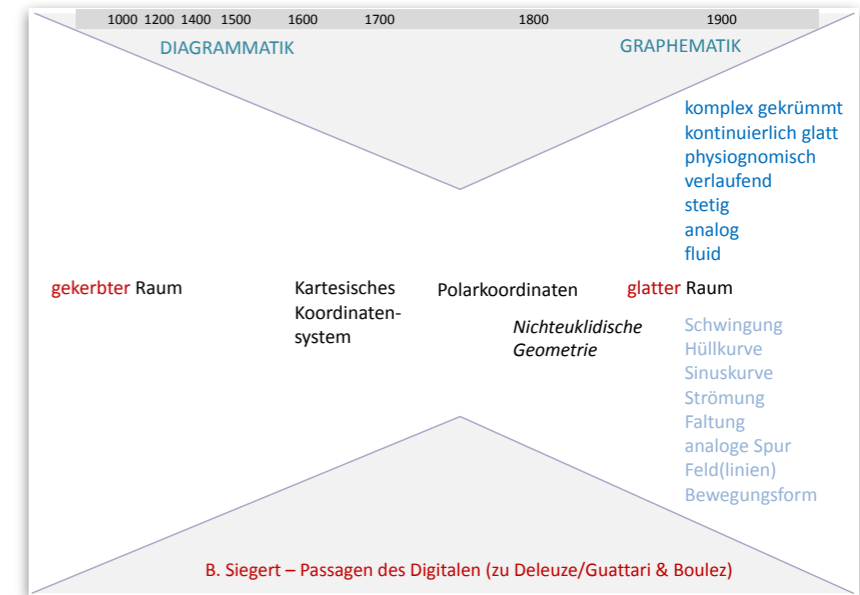 1000 1200 1400 1500 1600 1700 1800 1900
DIAGRAMMATIK
GRAPHEMATIK
komplex gekrümmt
kontinuierlich glatt
physiognomisch
verlaufend
stetig
analog
fluid
gekerbter Raum
Kartesisches
Koordinaten-
system
Polarkoordinaten
Nichteuklidische
Geometrie
glatter Raum
Schwingung
Hüllkurve
Sinuskurve
Strömung
Faltung
analoge Spur
Feld(linien)
Bewegungsform
B. Siegert – Passagen des Digitalen (zu Deleuze/Guattari & Boulez)